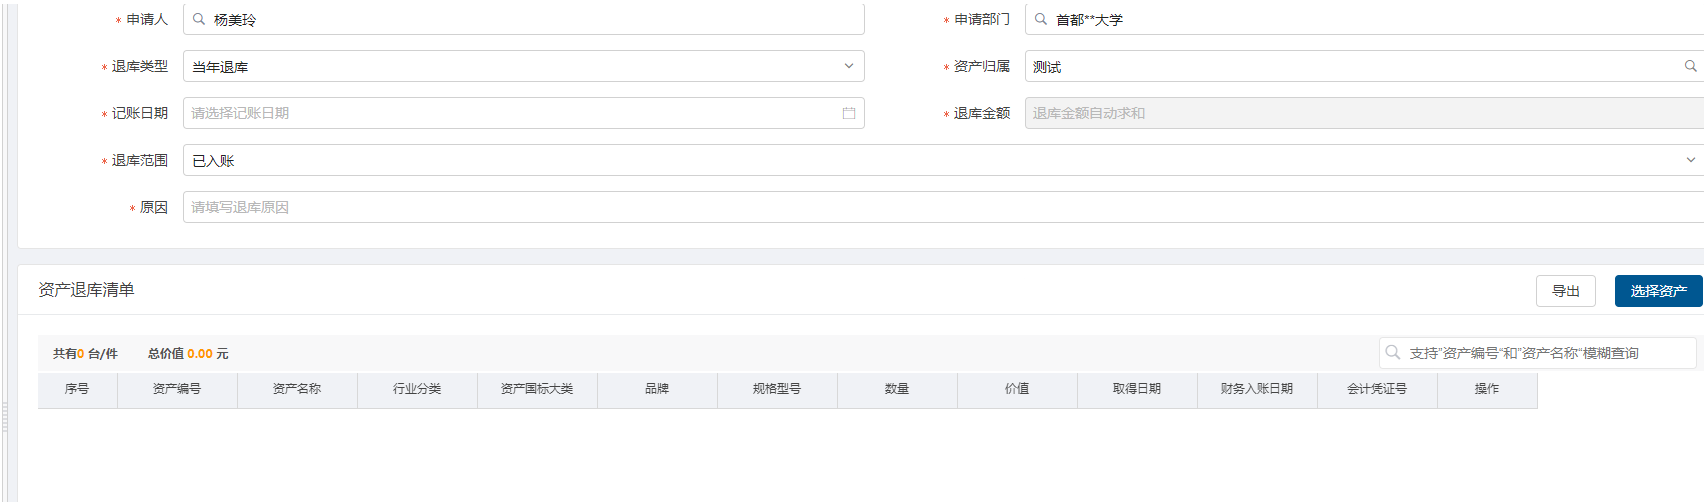 * 申请人 杨美玲 * 申请部门 首都**大学
* 退库类型 当年退库 * 资产归属 测试
* 记账日期 请选择记账日期 * 退库金额 退库金额自动求和
* 退库范围 已入账
* 原因 请填写退库原因
资产退库清单 导出 选择资产
共有0 台/件 总价值 0.00 元 支持"资产编号"和"资产名称"模糊查询
序号 资产编号 资产名称 行业分类 资产国标大类 品牌 规格型号 数量 价值 取得日期 财务入账日期 会计凭证号 操作